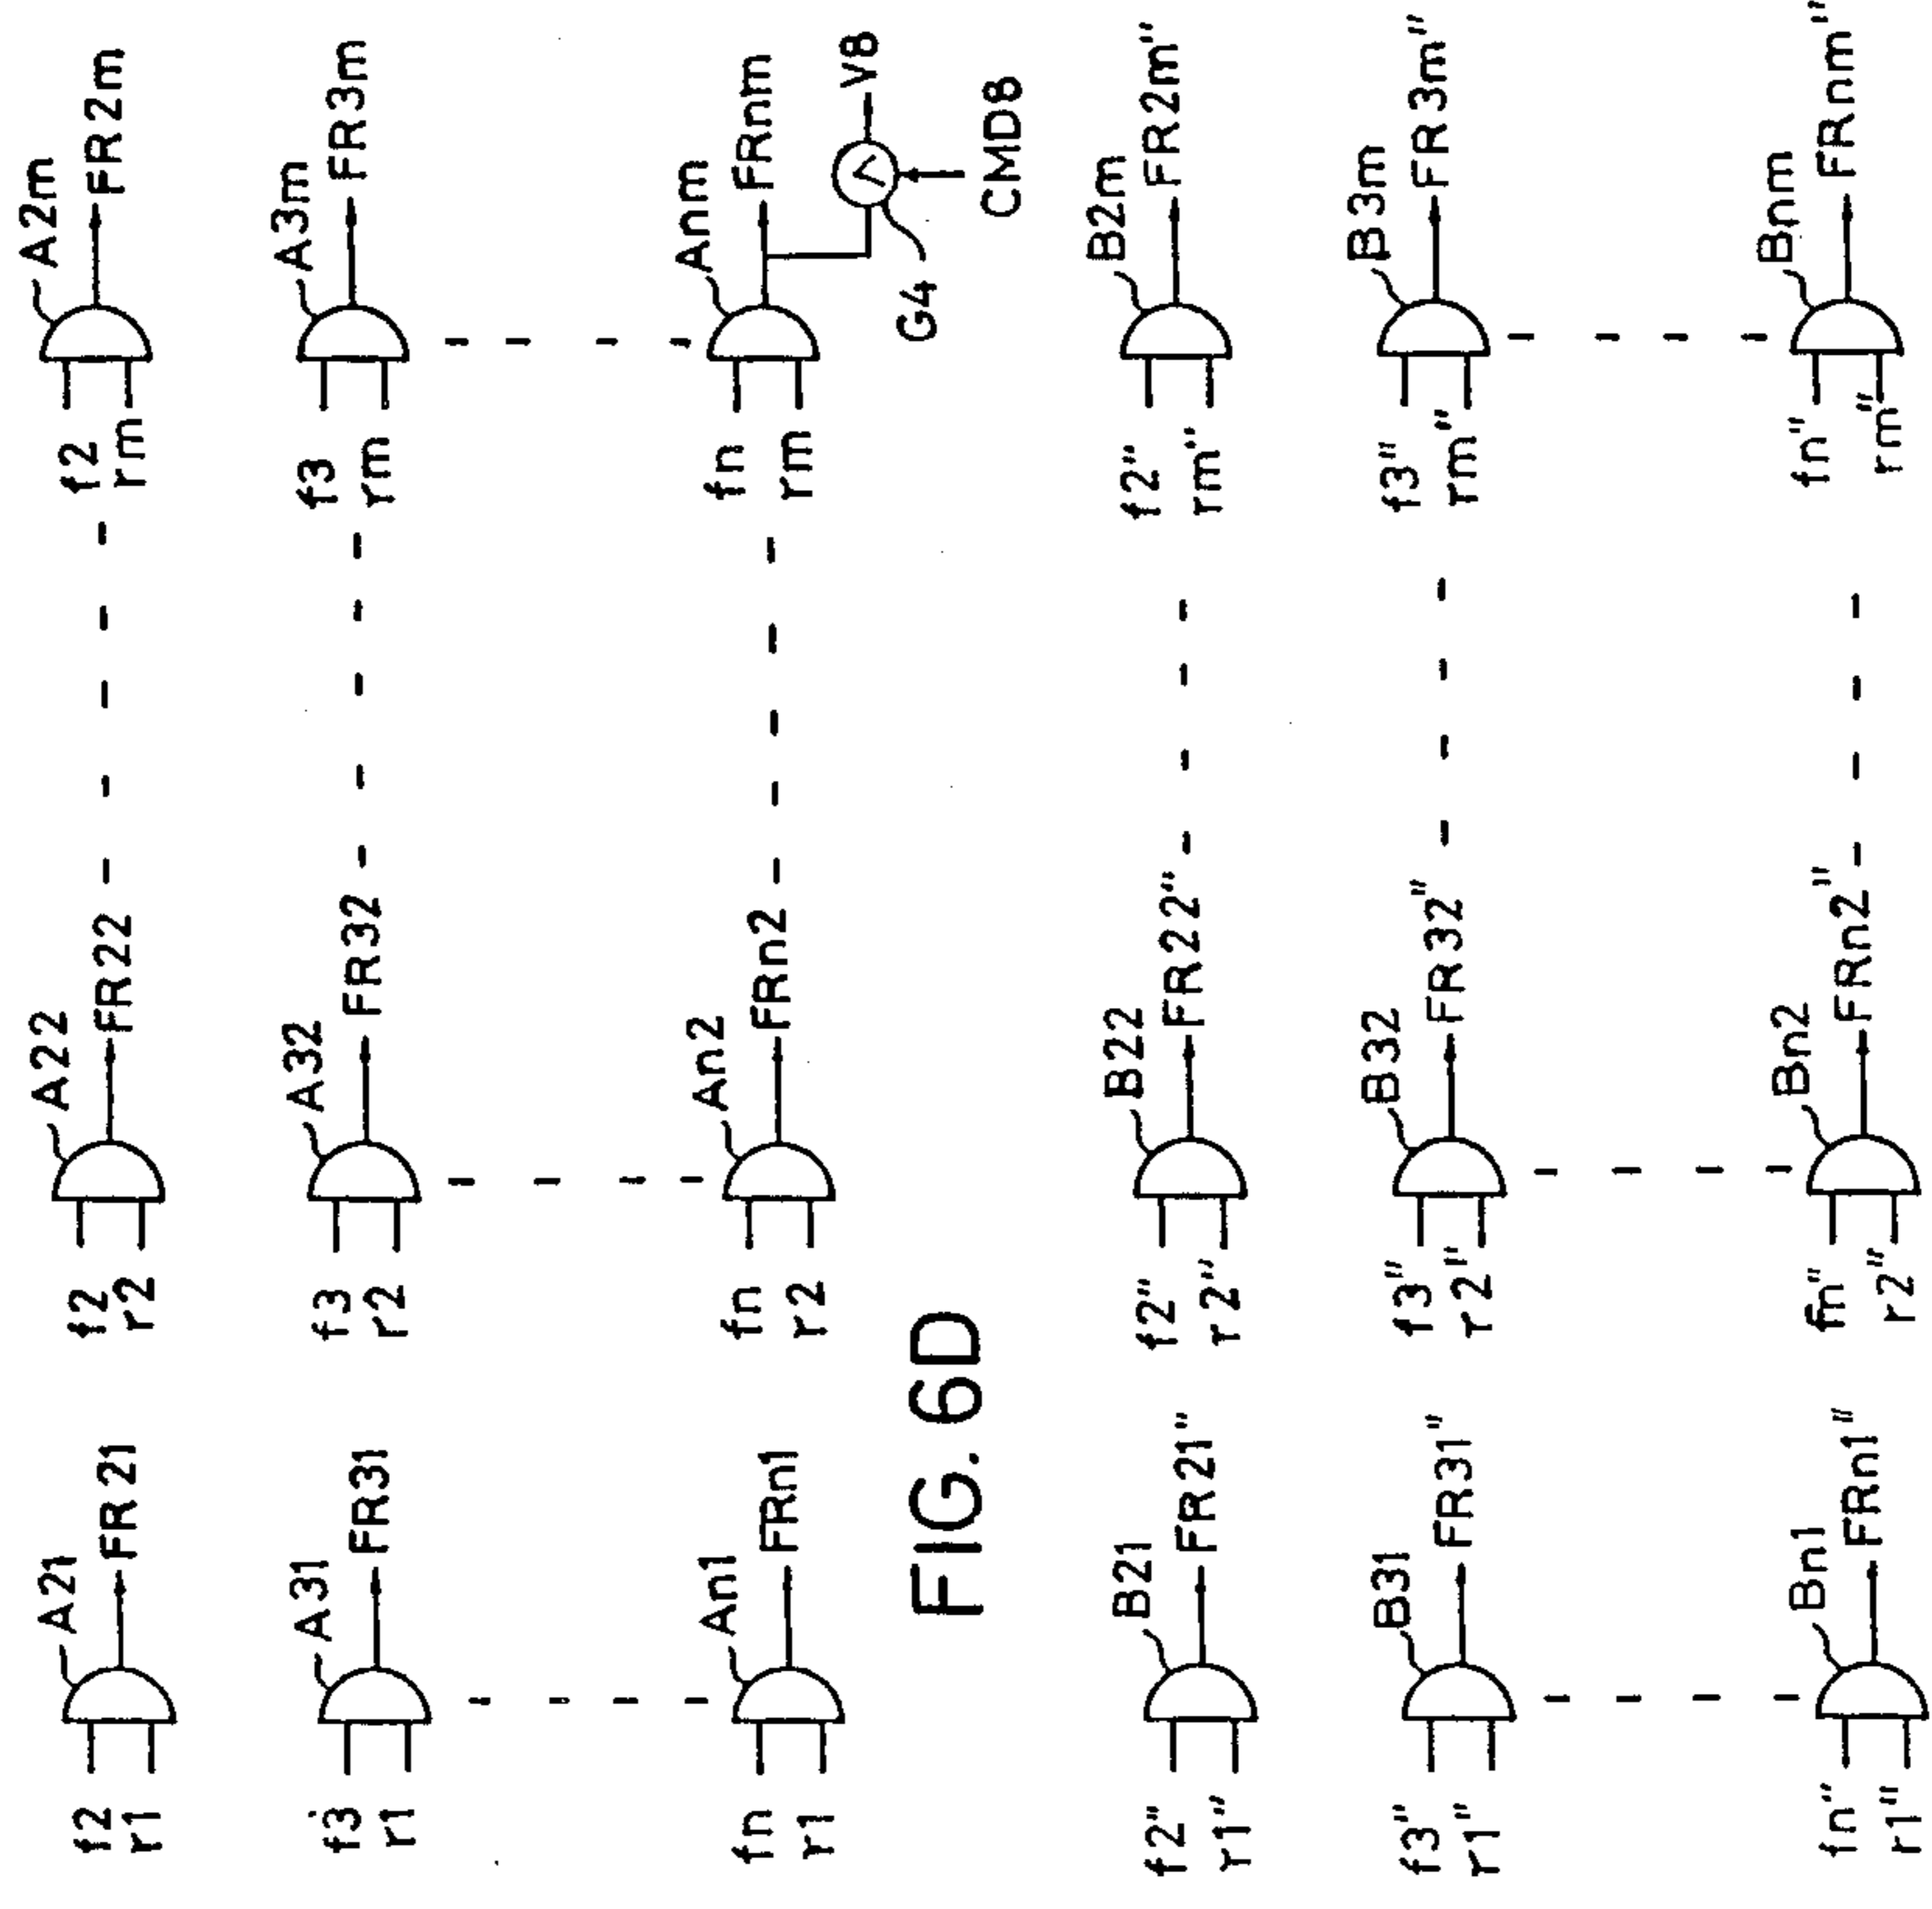 A21
A22
A2m
f2
r1
FR21
f2
r2
FR22
f2
rm
FR2m
A31
A32
A3m
f3
r1
FR31
f3
r2
FR32
f3
rm
FR3m
An1
An2
Anm
fn
r1
FRn1
fn
r2
FRn2
fn
rm
FRnm
V8
G4
CMD8
FIG. 6D
B21
B22
B2m
f2"
r1"
FR21"
f2"
r2"
FR22"
f2"
rm"
FR2m"
B31
B32
B3m
f3"
r1"
FR31"
f3"
r2"
FR32"
f3"
rm"
FR3m"
Bn1
Bn2
Bnm
fn"
r1"
FRn1"
fn"
r2"
FRn2"
fn"
rm"
FRnm"